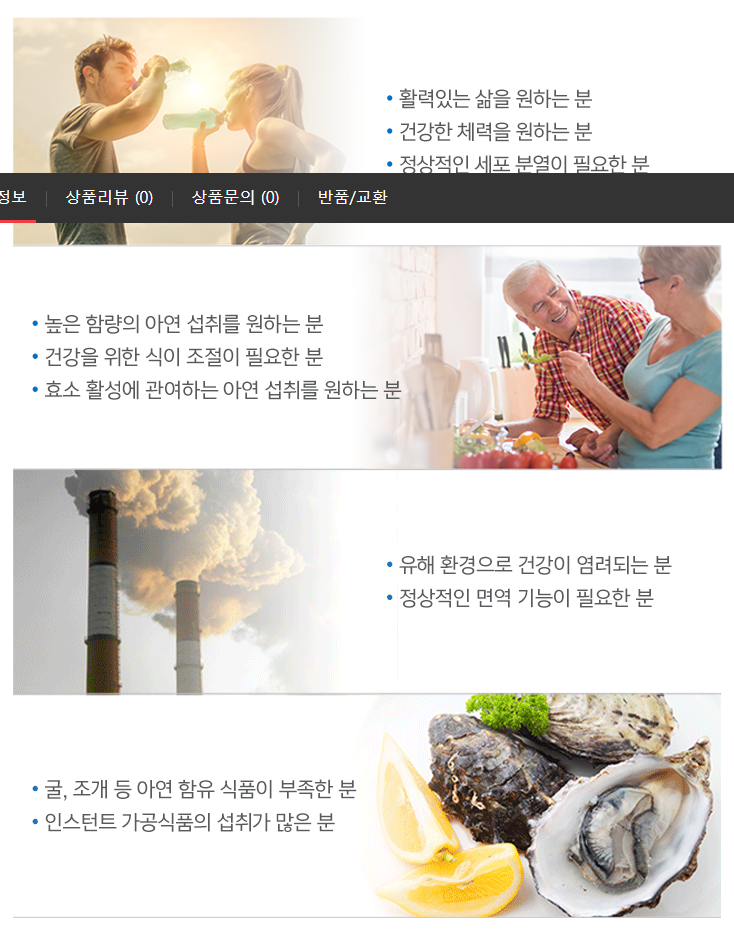 • 활력있는 삶을 원하는 분
• 건강한 체력을 원하는 분
• 정상적인 세포 분열이 필요한 분
정보 | 상품리뷰 (0) | 상품문의 (0) | 반품/교환
• 높은 함량의 아연 섭취를 원하는 분
• 건강을 위한 식이 조절이 필요한 분
• 효소 활성에 관여하는 아연 섭취를 원하는 분
• 유해 환경으로 건강이 염려되는 분
• 정상적인 면역 기능이 필요한 분
• 굴, 조개 등 아연 함유 식품이 부족한 분
• 인스턴트 가공식품의 섭취가 많은 분